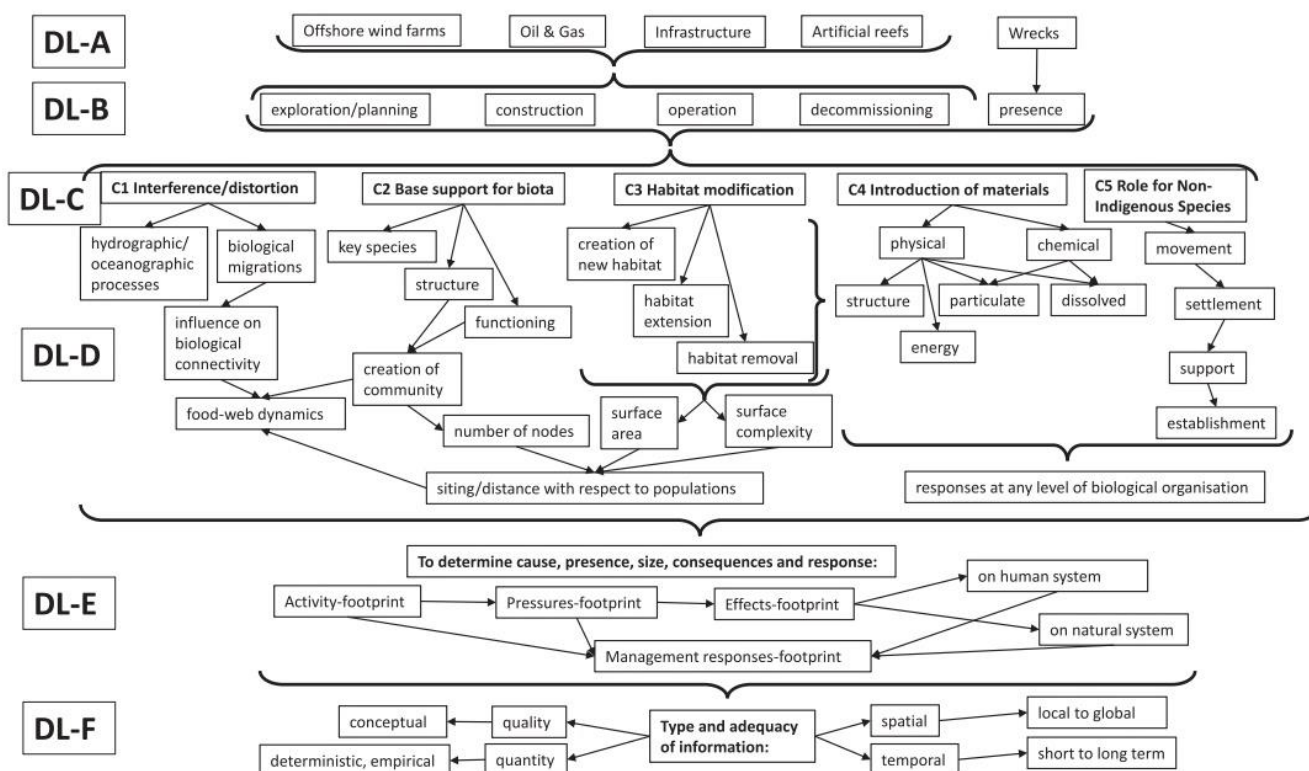 DL-A
Offshore wind farms
Oil & Gas
Infrastructure
Artificial reefs
Wrecks
DL-B
exploration/planning
construction
operation
decommissioning
presence
DL-C
C1 Interference/distortion
C2 Base support for biota
C3 Habitat modification
C4 Introduction of materials
C5 Role for Non-
Indigenous Species
hydrographic/
oceanographic
processes
biological
migrations
key species
structure
functioning
creation of
new habitat
habitat
extension
habitat removal
physical
chemical
structure
particulate
dissolved
energy
movement
settlement
support
establishment
DL-D
influence on
biological
connectivity
creation of
community
food-web dynamics
number of nodes
surface
area
surface
complexity
siting/distance with respect to populations
responses at any level of biological organisation
To determine cause, presence, size, consequences and response:
DL-E
Activity-footprint
Pressures-footprint
Effects-footprint
on human system
on natural system
Management responses-footprint
DL-F
conceptual
quality
deterministic, empirical
quantity
Type and adequacy
of information:
spatial
local to global
temporal
short to long term